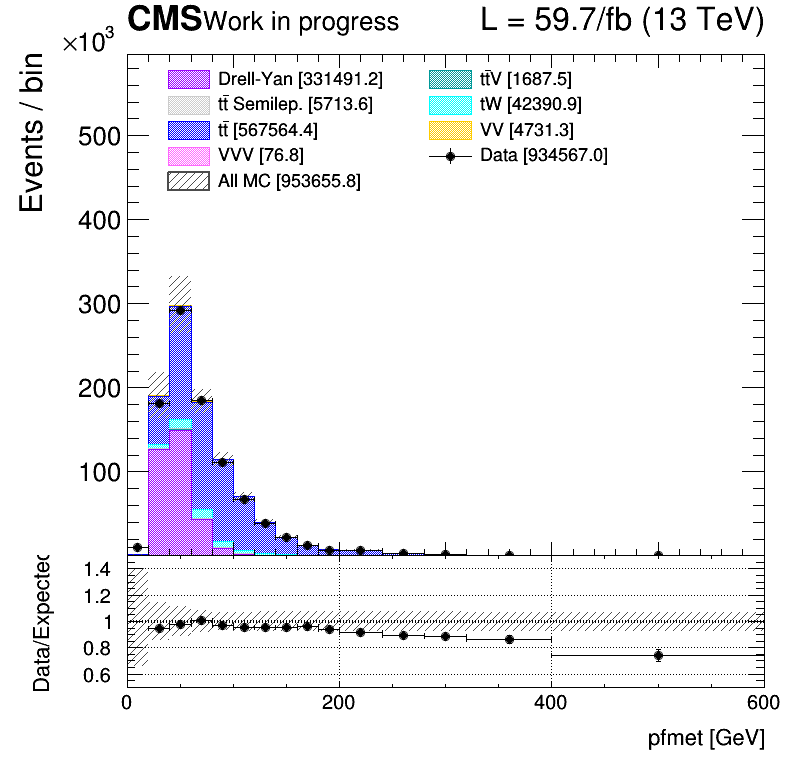 CMS Work in progress L = 59.7/fb (13 TeV)
×10³
Events / bin
Drell-Yan [331491.2]
tt̄ Semilep. [5713.6]
tt̄ [567564.4]
VVV [76.8]
All MC [953655.8]
tt̄V [1687.5]
tW [42390.9]
VV [4731.3]
Data [934567.0]
500
400
300
200
100
Data/Expected
1.4
1.2
1
0.8
0.6
0 200 400 600
pfmet [GeV]